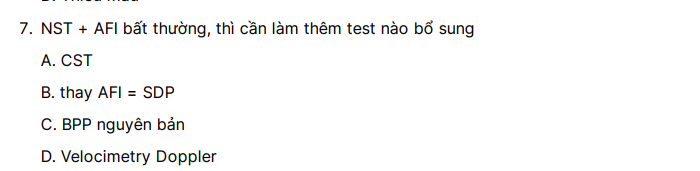 7. NST + AFI bất thường, thì cần làm thêm test nào bổ sung
A. CST
B. thay AFI = SDP
C. BPP nguyên bản
D. Velocimetry Doppler